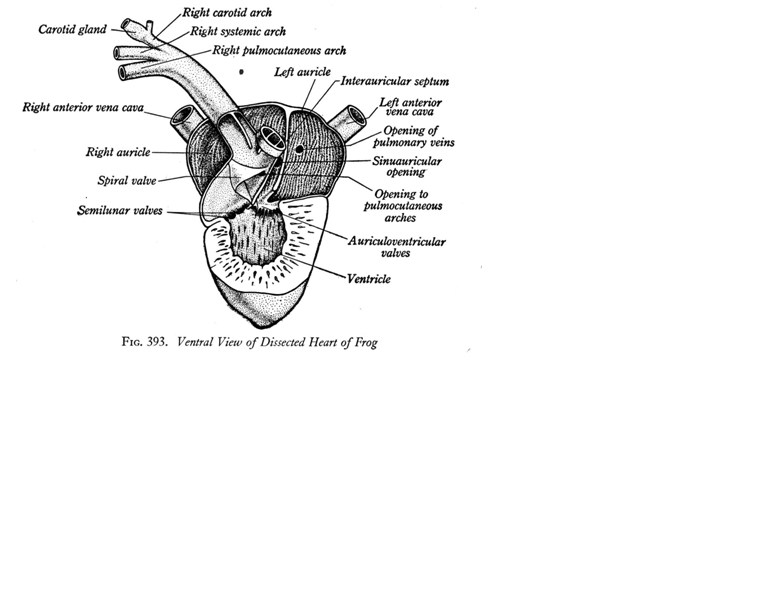 Right carotid arch
Carotid gland
Right systemic arch
Right pulmocutaneous arch
Left auricle
Interauricular septum
Right anterior vena cava
Left anterior
vena cava
Opening of
pulmonary veins
Right auricle
Sinuauricular
opening
Spiral valve
Opening to
pulmocutaneous
arches
Semilunar valves
Auriculoventricular
valves
Ventricle
FIG. 393. Ventral View of Dissected Heart of Frog